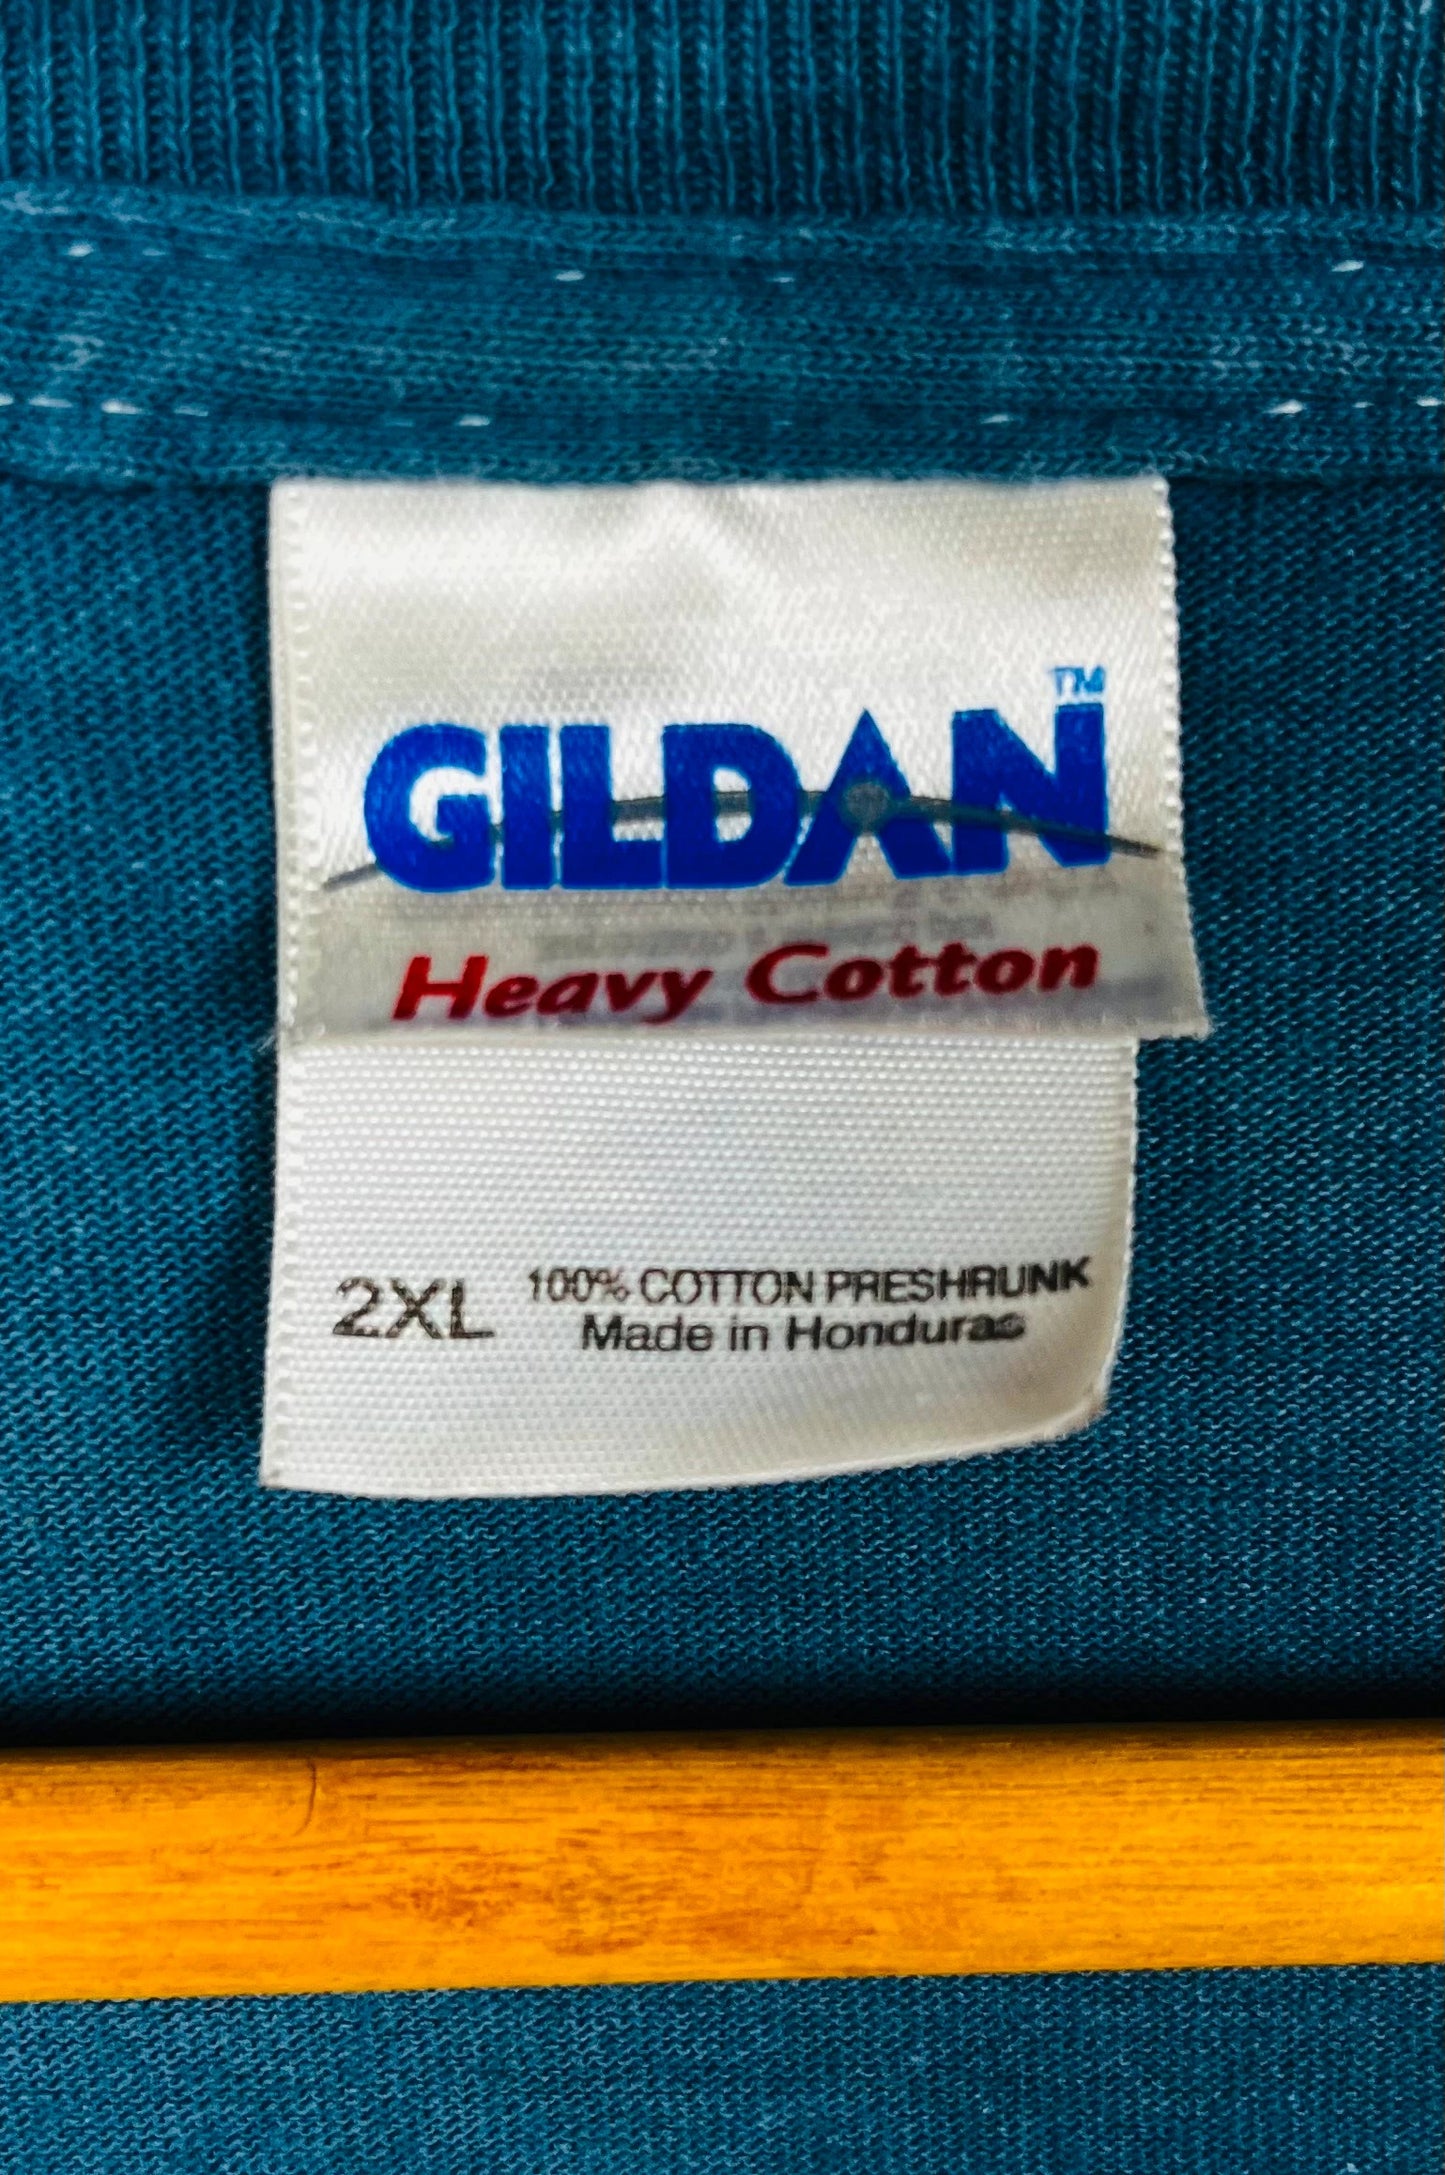 GILDAN™
Heavy Cotton
2XL 100% COTTON PRESHRUNK
Made in Honduras